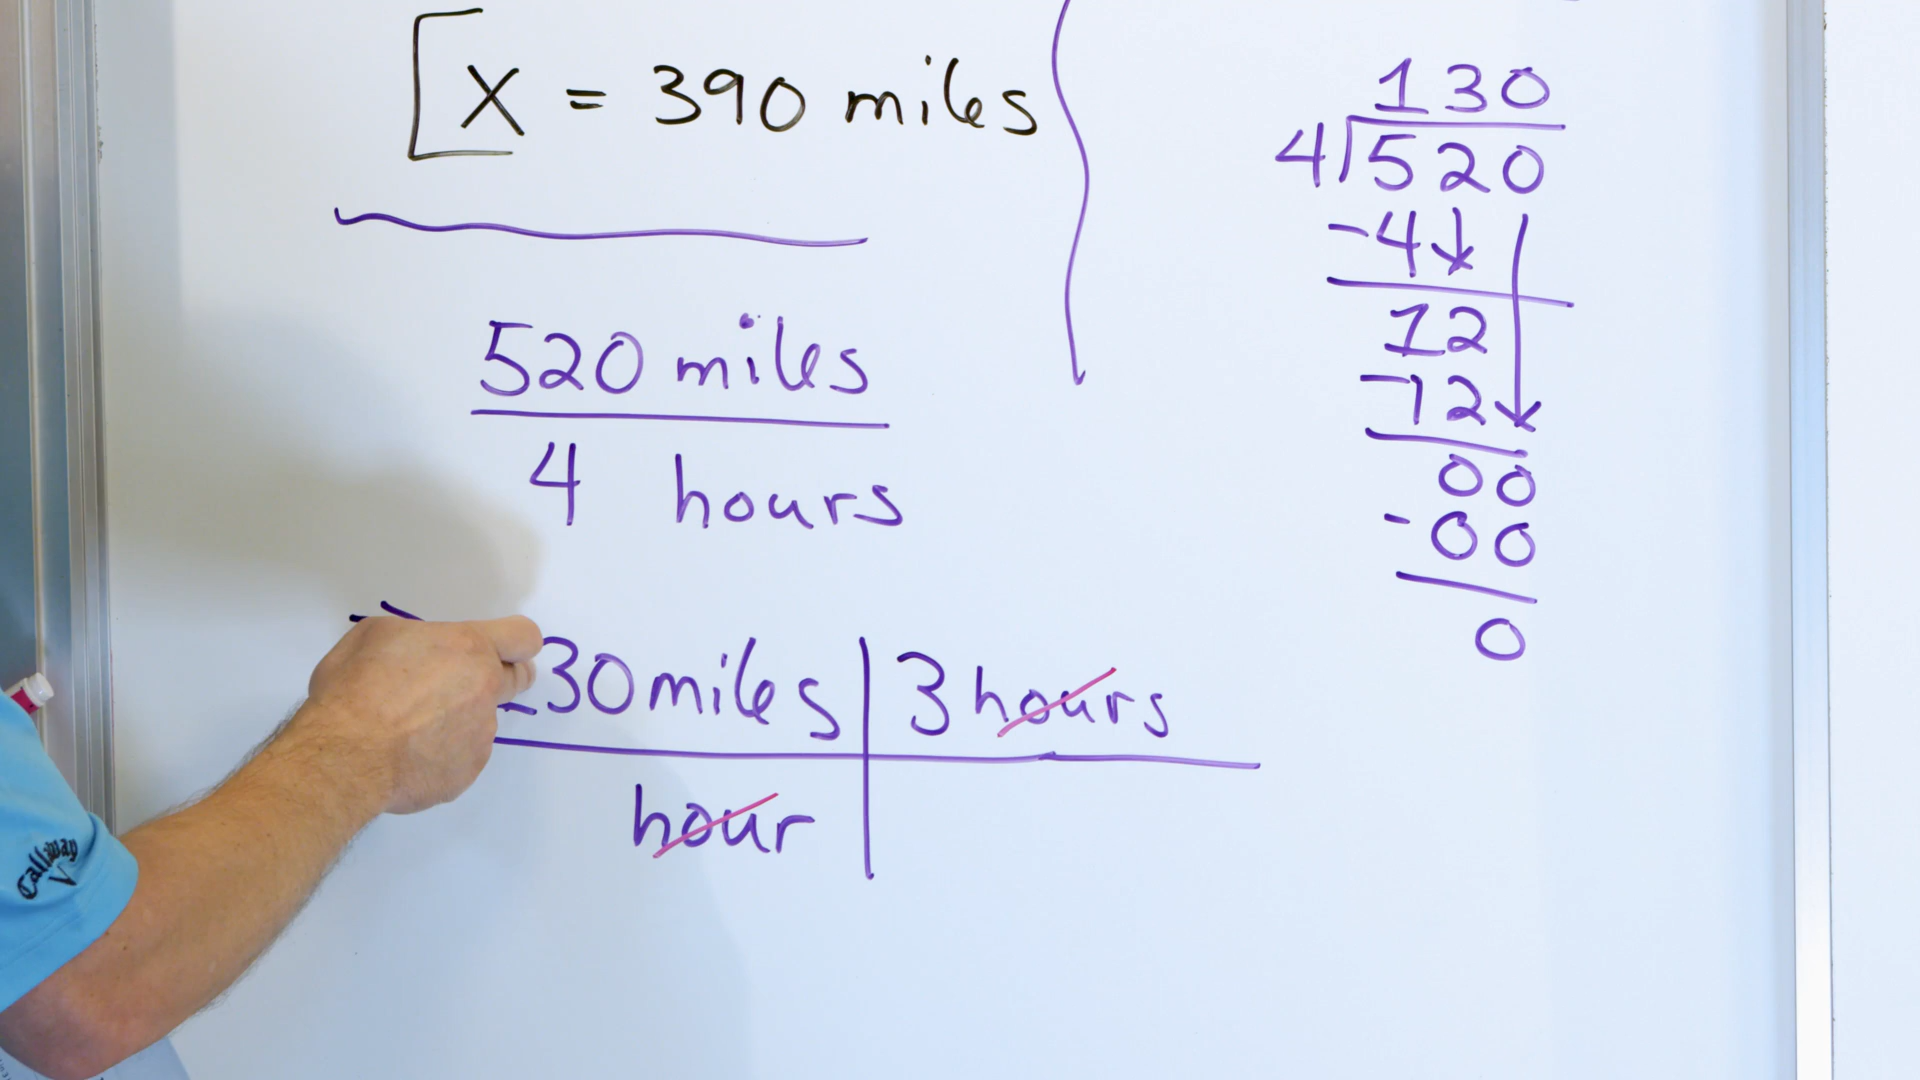 [x = 390 miles
520 miles
4 hours
30 miles | 3 hours
hour
130
4)520
-4
12
-12
00
-00
0
Callaway